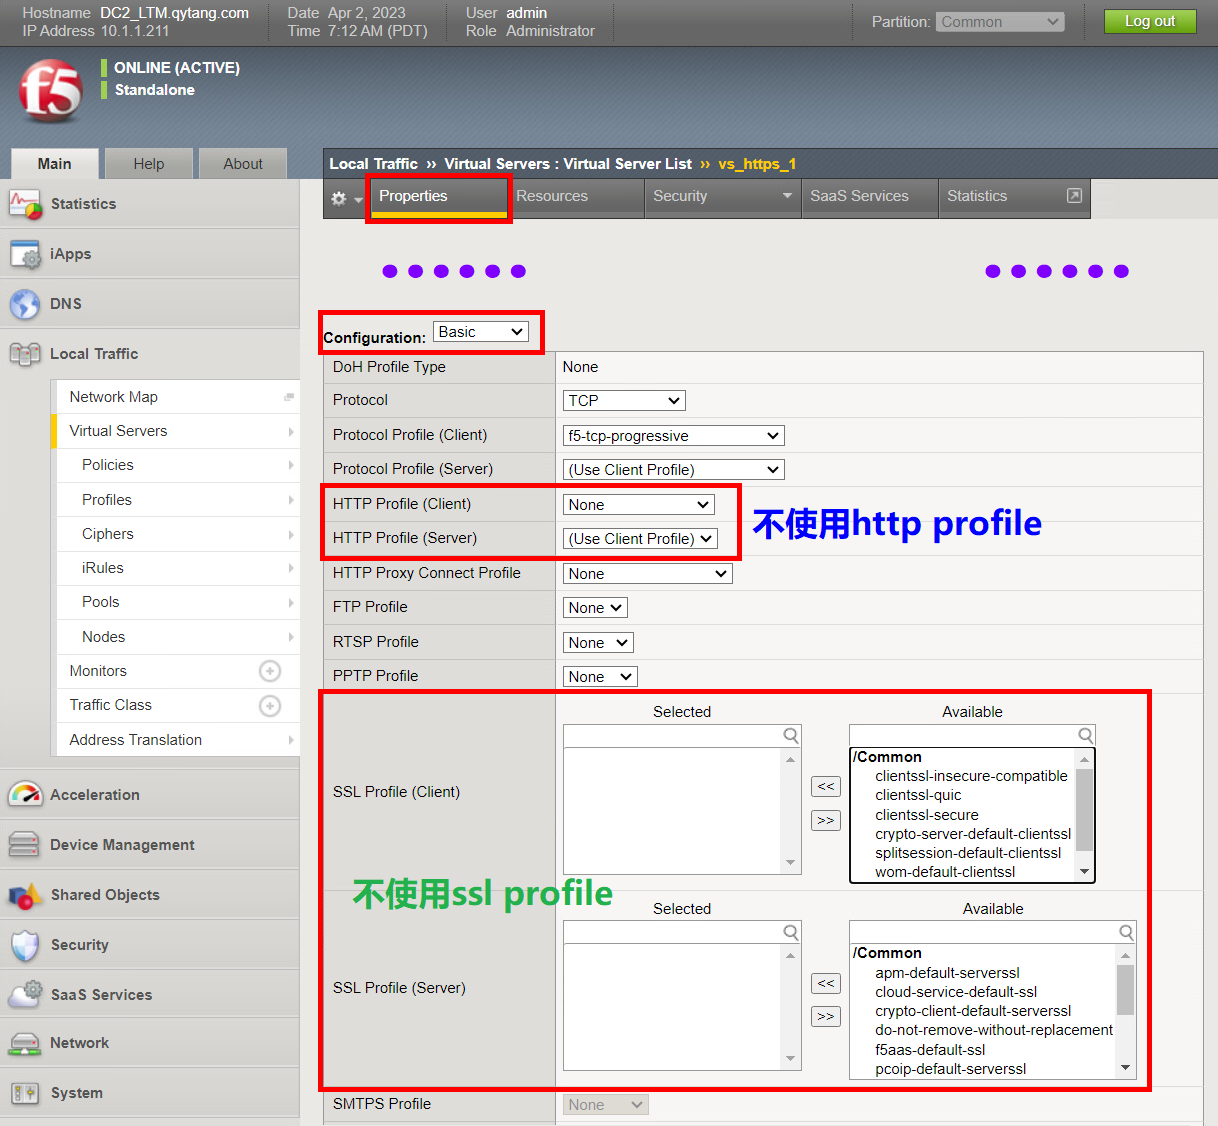 Hostname DC2_LTM.qytang.com Date Apr 2, 2023 User admin
IP Address 10.1.1.211 Time 7:12 AM (PDT) Role Administrator
Partition: Common Log out
f5
ONLINE (ACTIVE)
Standalone
Main Help About
Local Traffic ›› Virtual Servers : Virtual Server List ›› vs_https_1
Properties Resources Security SaaS Services Statistics
Statistics
iApps
DNS
Local Traffic
Network Map
Virtual Servers
Policies
Profiles
Ciphers
iRules
Pools
Nodes
Monitors
Traffic Class
Address Translation
Acceleration
Device Management
Shared Objects
Security
SaaS Services
Network
System
Configuration: Basic
DoH Profile Type None
Protocol TCP
Protocol Profile (Client) f5-tcp-progressive
Protocol Profile (Server) (Use Client Profile)
HTTP Profile (Client) None
HTTP Profile (Server) (Use Client Profile)
不使用http profile
HTTP Proxy Connect Profile None
FTP Profile None
RTSP Profile None
PPTP Profile None
SSL Profile (Client)
Selected Available
<< >>
/Common
clientssl-insecure-compatible
clientssl-quic
clientssl-secure
crypto-server-default-clientssl
splitsession-default-clientssl
wom-default-clientssl
不使用ssl profile
SSL Profile (Server)
Selected Available
<< >>
/Common
apm-default-serverssl
cloud-service-default-ssl
crypto-client-default-serverssl
do-not-remove-without-replacement
f5aas-default-ssl
pcoip-default-serverssl
SMTPS Profile None